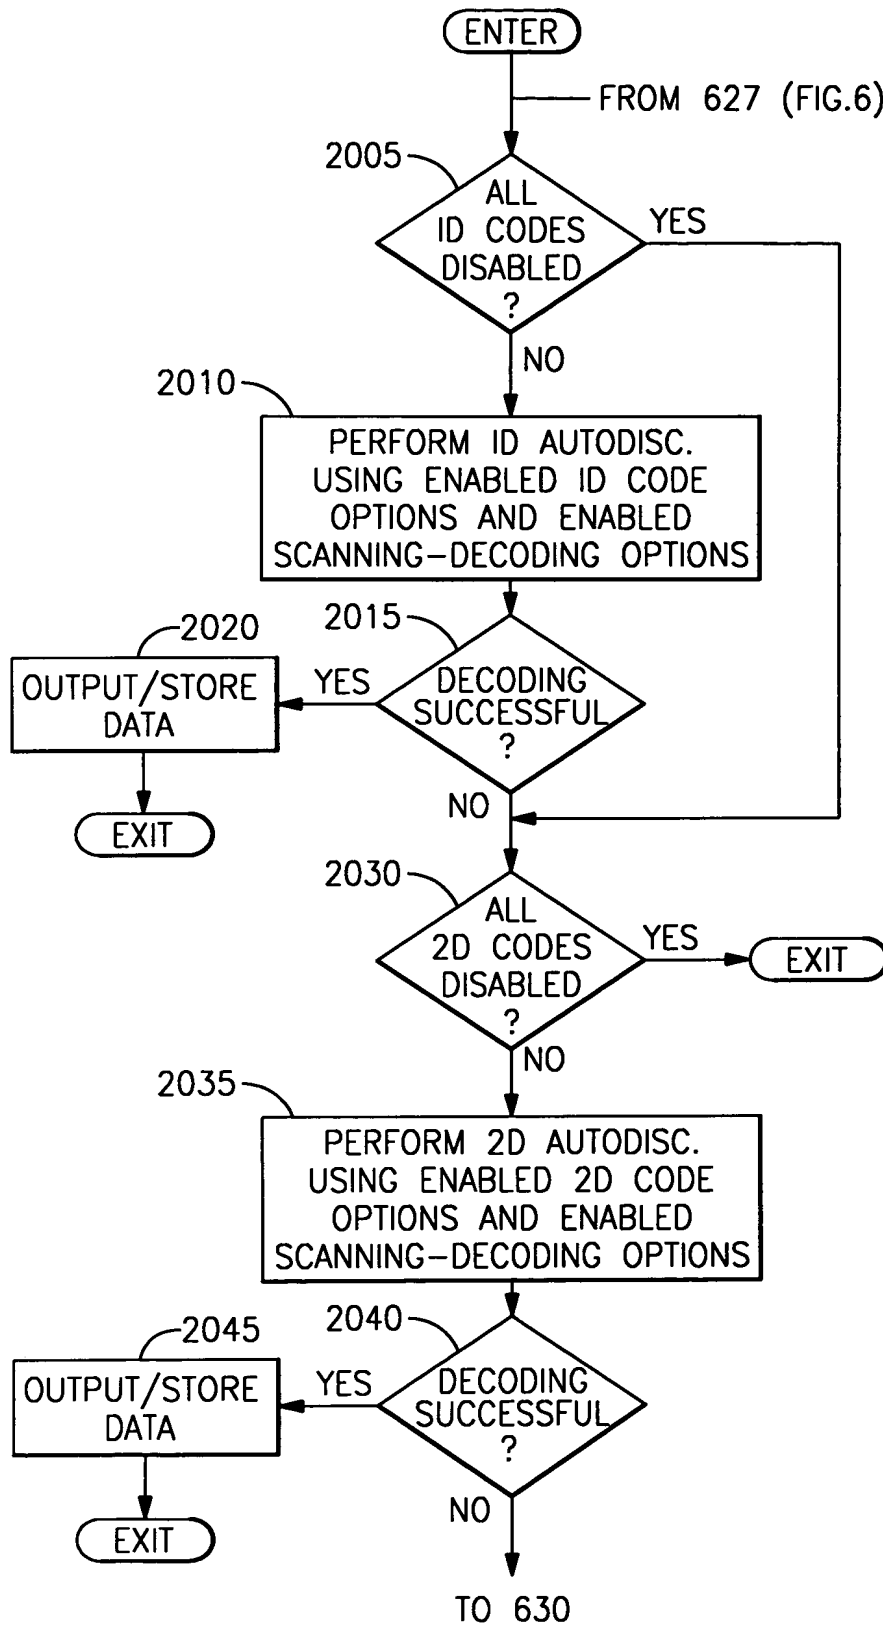 ENTER
FROM 627 (FIG.6)
2005
ALL
ID CODES
DISABLED
?
YES
NO
2010
PERFORM ID AUTODISC.
USING ENABLED ID CODE
OPTIONS AND ENABLED
SCANNING-DECODING OPTIONS
2015
DECODING
SUCCESSFUL
?
YES
2020
OUTPUT/STORE
DATA
EXIT
NO
2030
ALL
2D CODES
DISABLED
?
YES
EXIT
NO
2035
PERFORM 2D AUTODISC.
USING ENABLED 2D CODE
OPTIONS AND ENABLED
SCANNING-DECODING OPTIONS
2040
DECODING
SUCCESSFUL
?
YES
2045
OUTPUT/STORE
DATA
EXIT
NO
TO 630